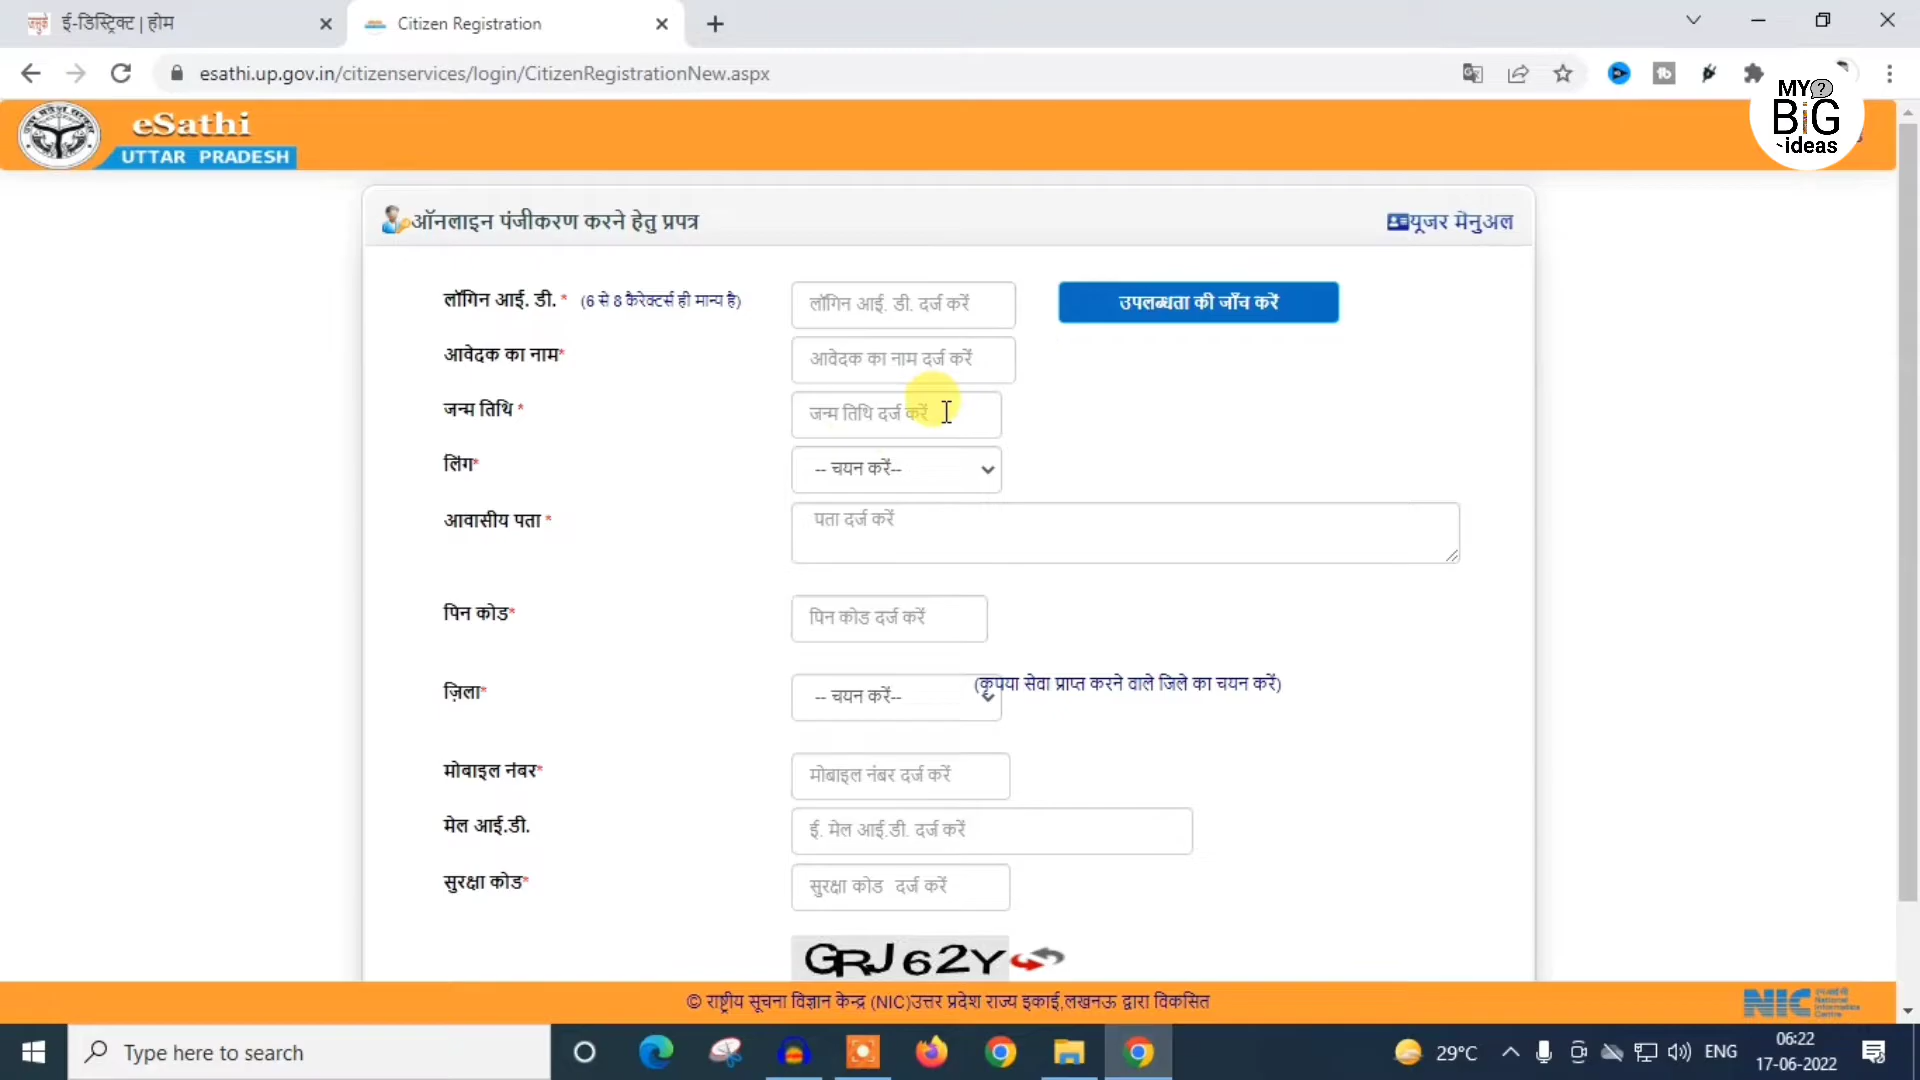 ई-डिस्ट्रिक्ट | होम
Citizen Registration
esathi.up.gov.in/citizenservices/login/CitizenRegistrationNew.aspx
MY ?
BIG
-ideas
eSathi
UTTAR PRADESH
ऑनलाइन पंजीकरण करने हेतु प्रपत्र
यूजर मेनुअल
लॉगिन आई. डी. * (6 से 8 कैरेक्टर्स ही मान्य है)
लॉगिन आई. डी. दर्ज करें
उपलब्धता की जाँच करें
आवेदक का नाम*
आवेदक का नाम दर्ज करें
जन्म तिथि *
जन्म तिथि दर्ज करें
लिंग*
-- चयन करें--
आवासीय पता *
पता दर्ज करें
पिन कोड*
पिन कोड दर्ज करें
ज़िला*
-- चयन करें--
(कृपया सेवा प्राप्त करने वाले जिले का चयन करें)
मोबाइल नंबर*
मोबाइल नंबर दर्ज करें
मेल आई.डी.
ई. मेल आई.डी. दर्ज करें
सुरक्षा कोड*
सुरक्षा कोड दर्ज करें
GRJ62Y
© राष्ट्रीय सूचना विज्ञान केन्द्र (NIC)उत्तर प्रदेश राज्य इकाई,लखनऊ द्वारा विकसित
NIC
National
Informatics
Centre
Type here to search
29°C
ENG
06:22
17-06-2022